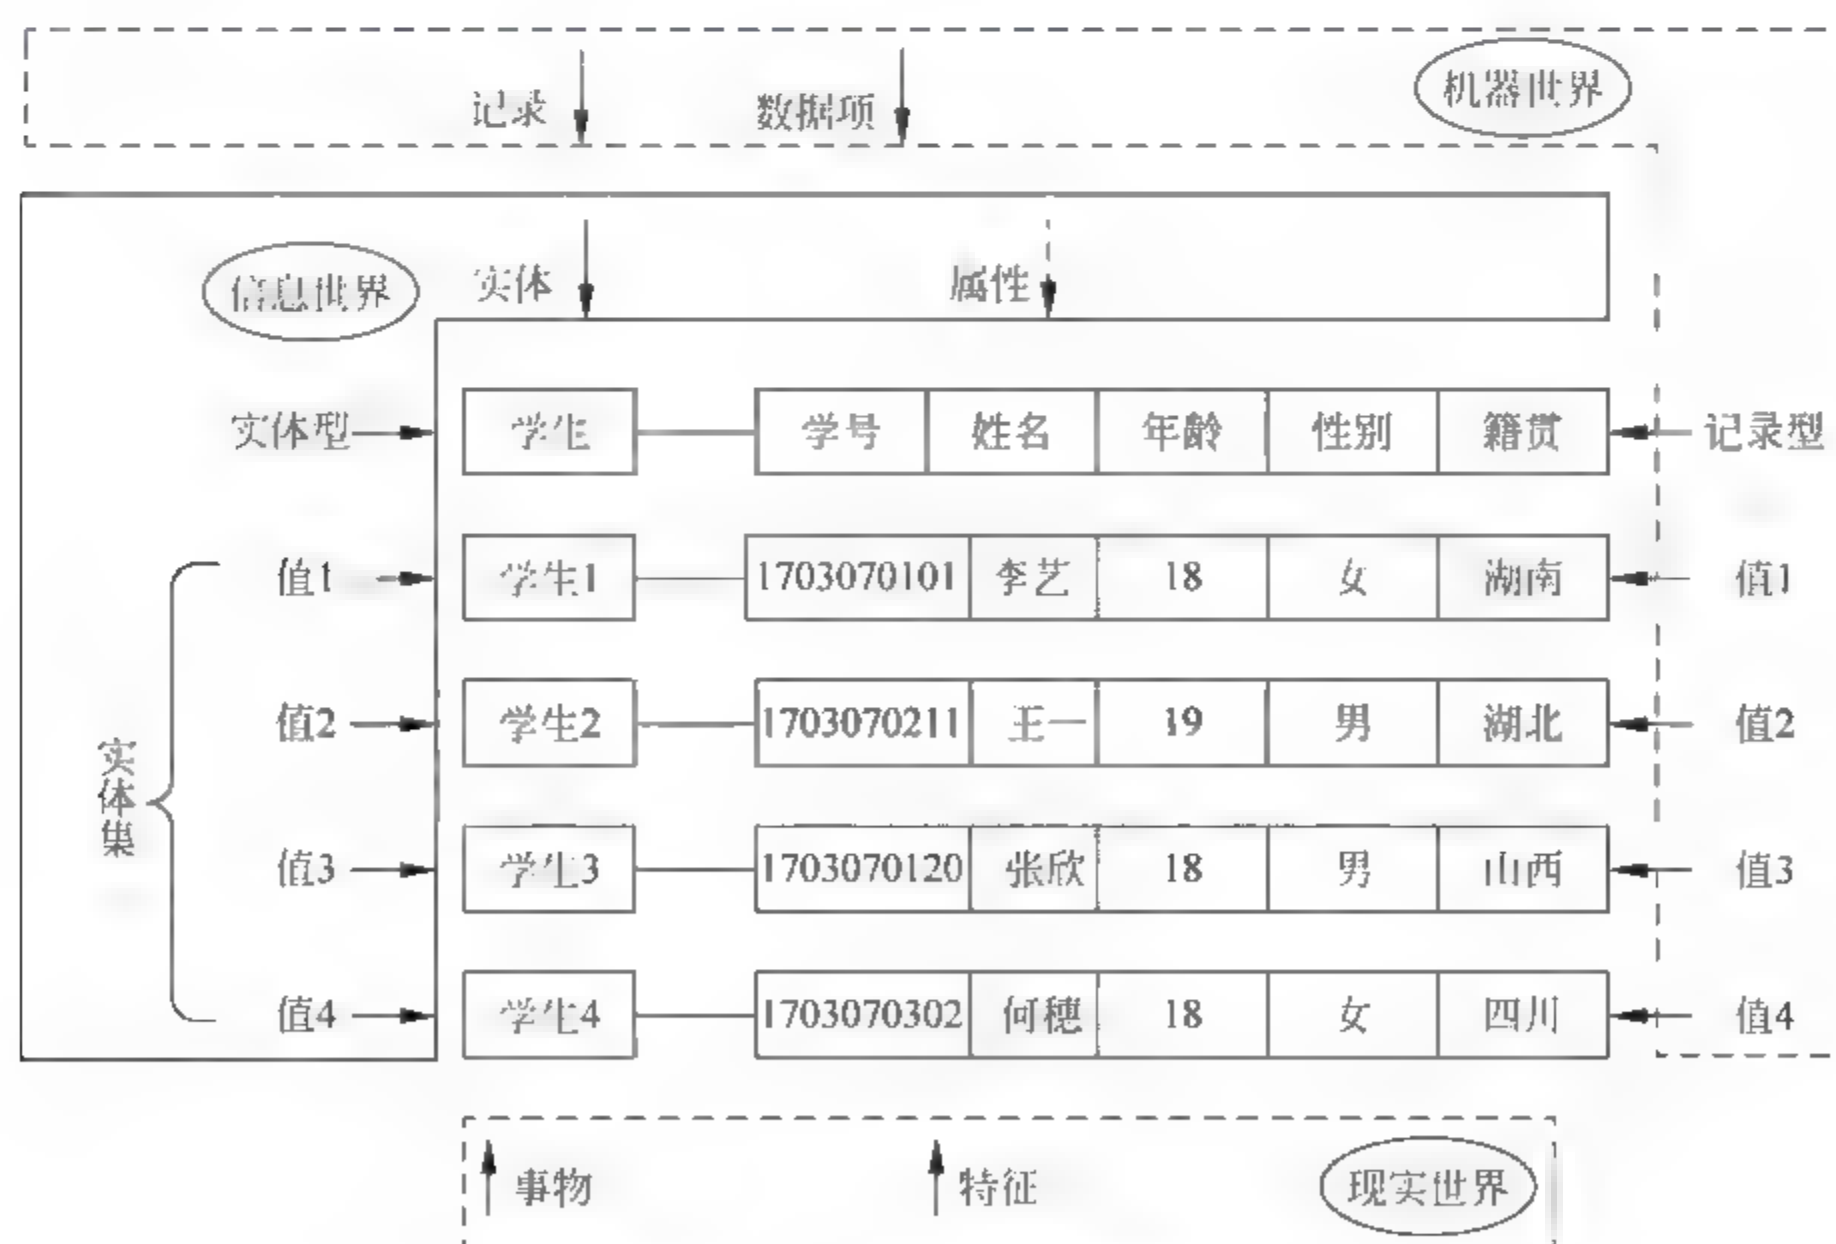 记录 数据项 机器世界
信息世界 实体 属性
实体型 学生 学号 姓名 年龄 性别 籍贯 记录型
值1 学生1 1703070101 李艺 18 女 湖南 值1
值2 学生2 1703070211 王一 19 男 湖北 值2
实体集
值3 学生3 1703070120 张欣 18 男 山西 值3
值4 学生4 1703070302 何穗 18 女 四川 值4
事物 特征 现实世界